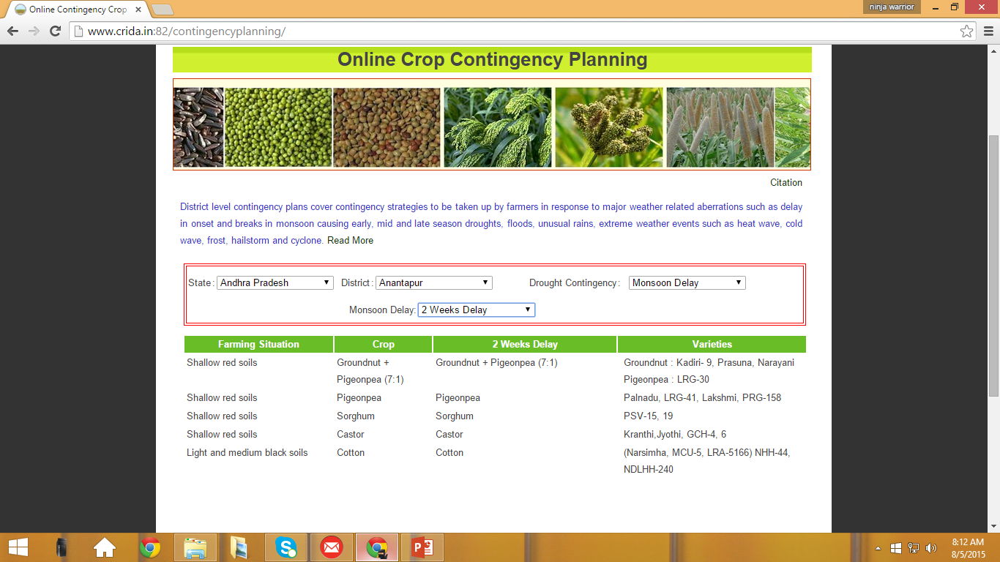 Online Contingency Crop
ninja warrior
www.crida.in:82/contingencyplanning/
Online Crop Contingency Planning
Citation
District level contingency plans cover contingency strategies to be taken up by farmers in response to major weather related aberrations such as delay
in onset and breaks in monsoon causing early, mid and late season droughts, floods, unusual rains, extreme weather events such as heat wave, cold
wave, frost, hailstorm and cyclone. Read More
State : Andhra Pradesh District : Anantapur Drought Contingency : Monsoon Delay
Monsoon Delay: 2 Weeks Delay
Farming Situation Crop 2 Weeks Delay Varieties
Shallow red soils Groundnut + Groundnut + Pigeonpea (7:1) Groundnut : Kadiri- 9, Prasuna, Narayani
Pigeonpea (7:1) Pigeonpea : LRG-30
Shallow red soils Pigeonpea Pigeonpea Palnadu, LRG-41, Lakshmi, PRG-158
Shallow red soils Sorghum Sorghum PSV-15, 19
Shallow red soils Castor Castor Kranthi,Jyothi, GCH-4, 6
Light and medium black soils Cotton Cotton (Narsimha, MCU-5, LRA-5166) NHH-44,
NDLHH-240
8:12 AM
8/5/2015